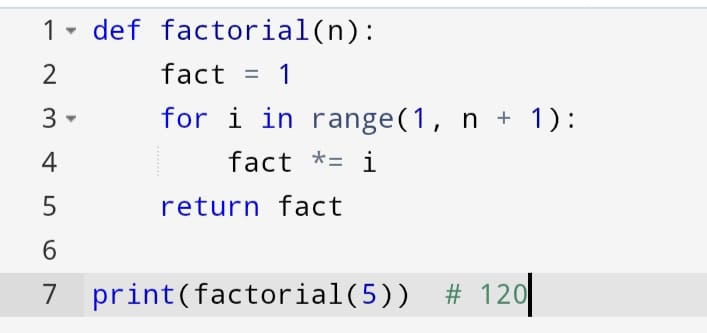 1 def factorial(n):
2     fact = 1
3     for i in range(1, n + 1):
4         fact *= i
5     return fact
6
7 print(factorial(5))  # 120